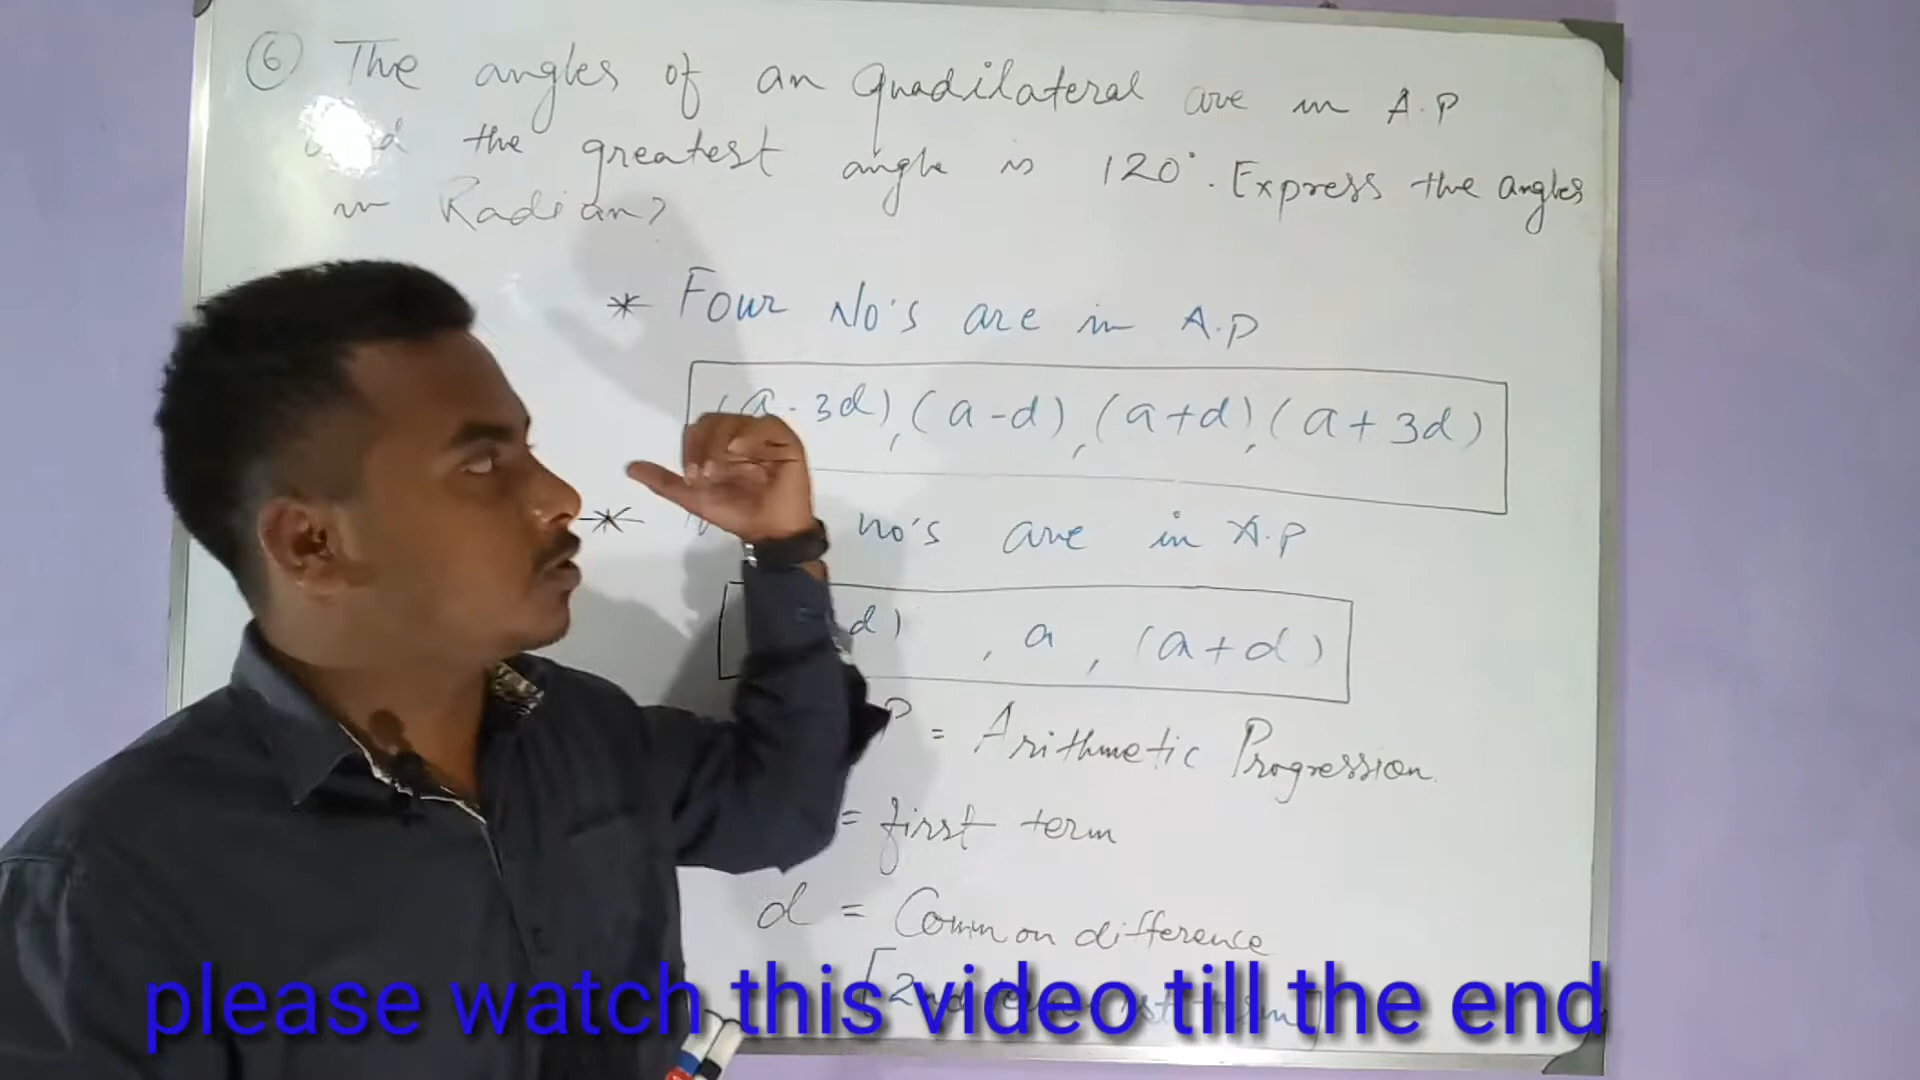 6 The angles of an Quadilateral are in A.P
the greatest angle is 120°. Express the angles
in Radian?
* Four No's are in A.P
(a - 3d), (a - d), (a + d), (a + 3d)
* no's are in A.P
d) , a , (a + d)
P = Arithmetic Progression.
= first term
d = Common difference
[2nd
please watch this video till the end